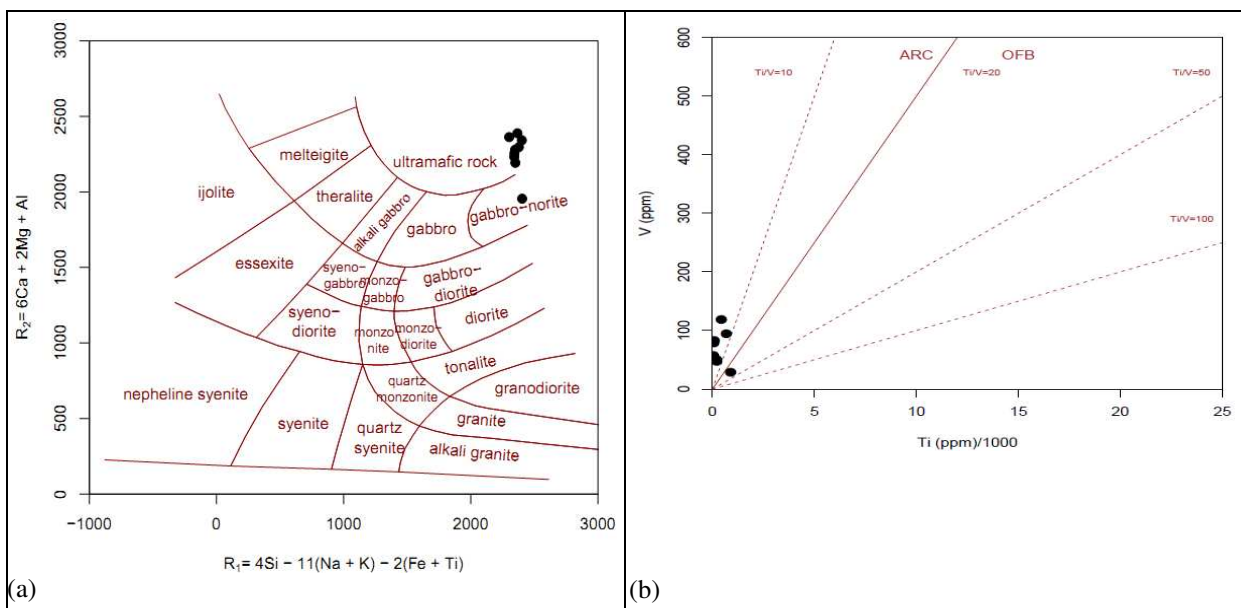 3000
2500
2000
1500
1000
500
0
R₂= 6Ca + 2Mg + Al
−1000
0
1000
2000
3000
R₁= 4Si − 11(Na + K) − 2(Fe + Ti)
melteigite
ultramafic rock
ijolite
theralite
alkali gabbro
gabbro
gabbro−norite
essexite
syeno−
gabbro
monzo−
gabbro
gabbro−
diorite
syeno−
diorite
monzo−
nite
monzo−
diorite
diorite
tonalite
nepheline syenite
quartz
monzonite
granodiorite
syenite
quartz
syenite
granite
alkali granite
(a)
600
500
400
300
200
100
0
V (ppm)
ARC
OFB
Ti/V=10
Ti/V=20
Ti/V=50
Ti/V=100
0
5
10
15
20
25
Ti (ppm)/1000
(b)